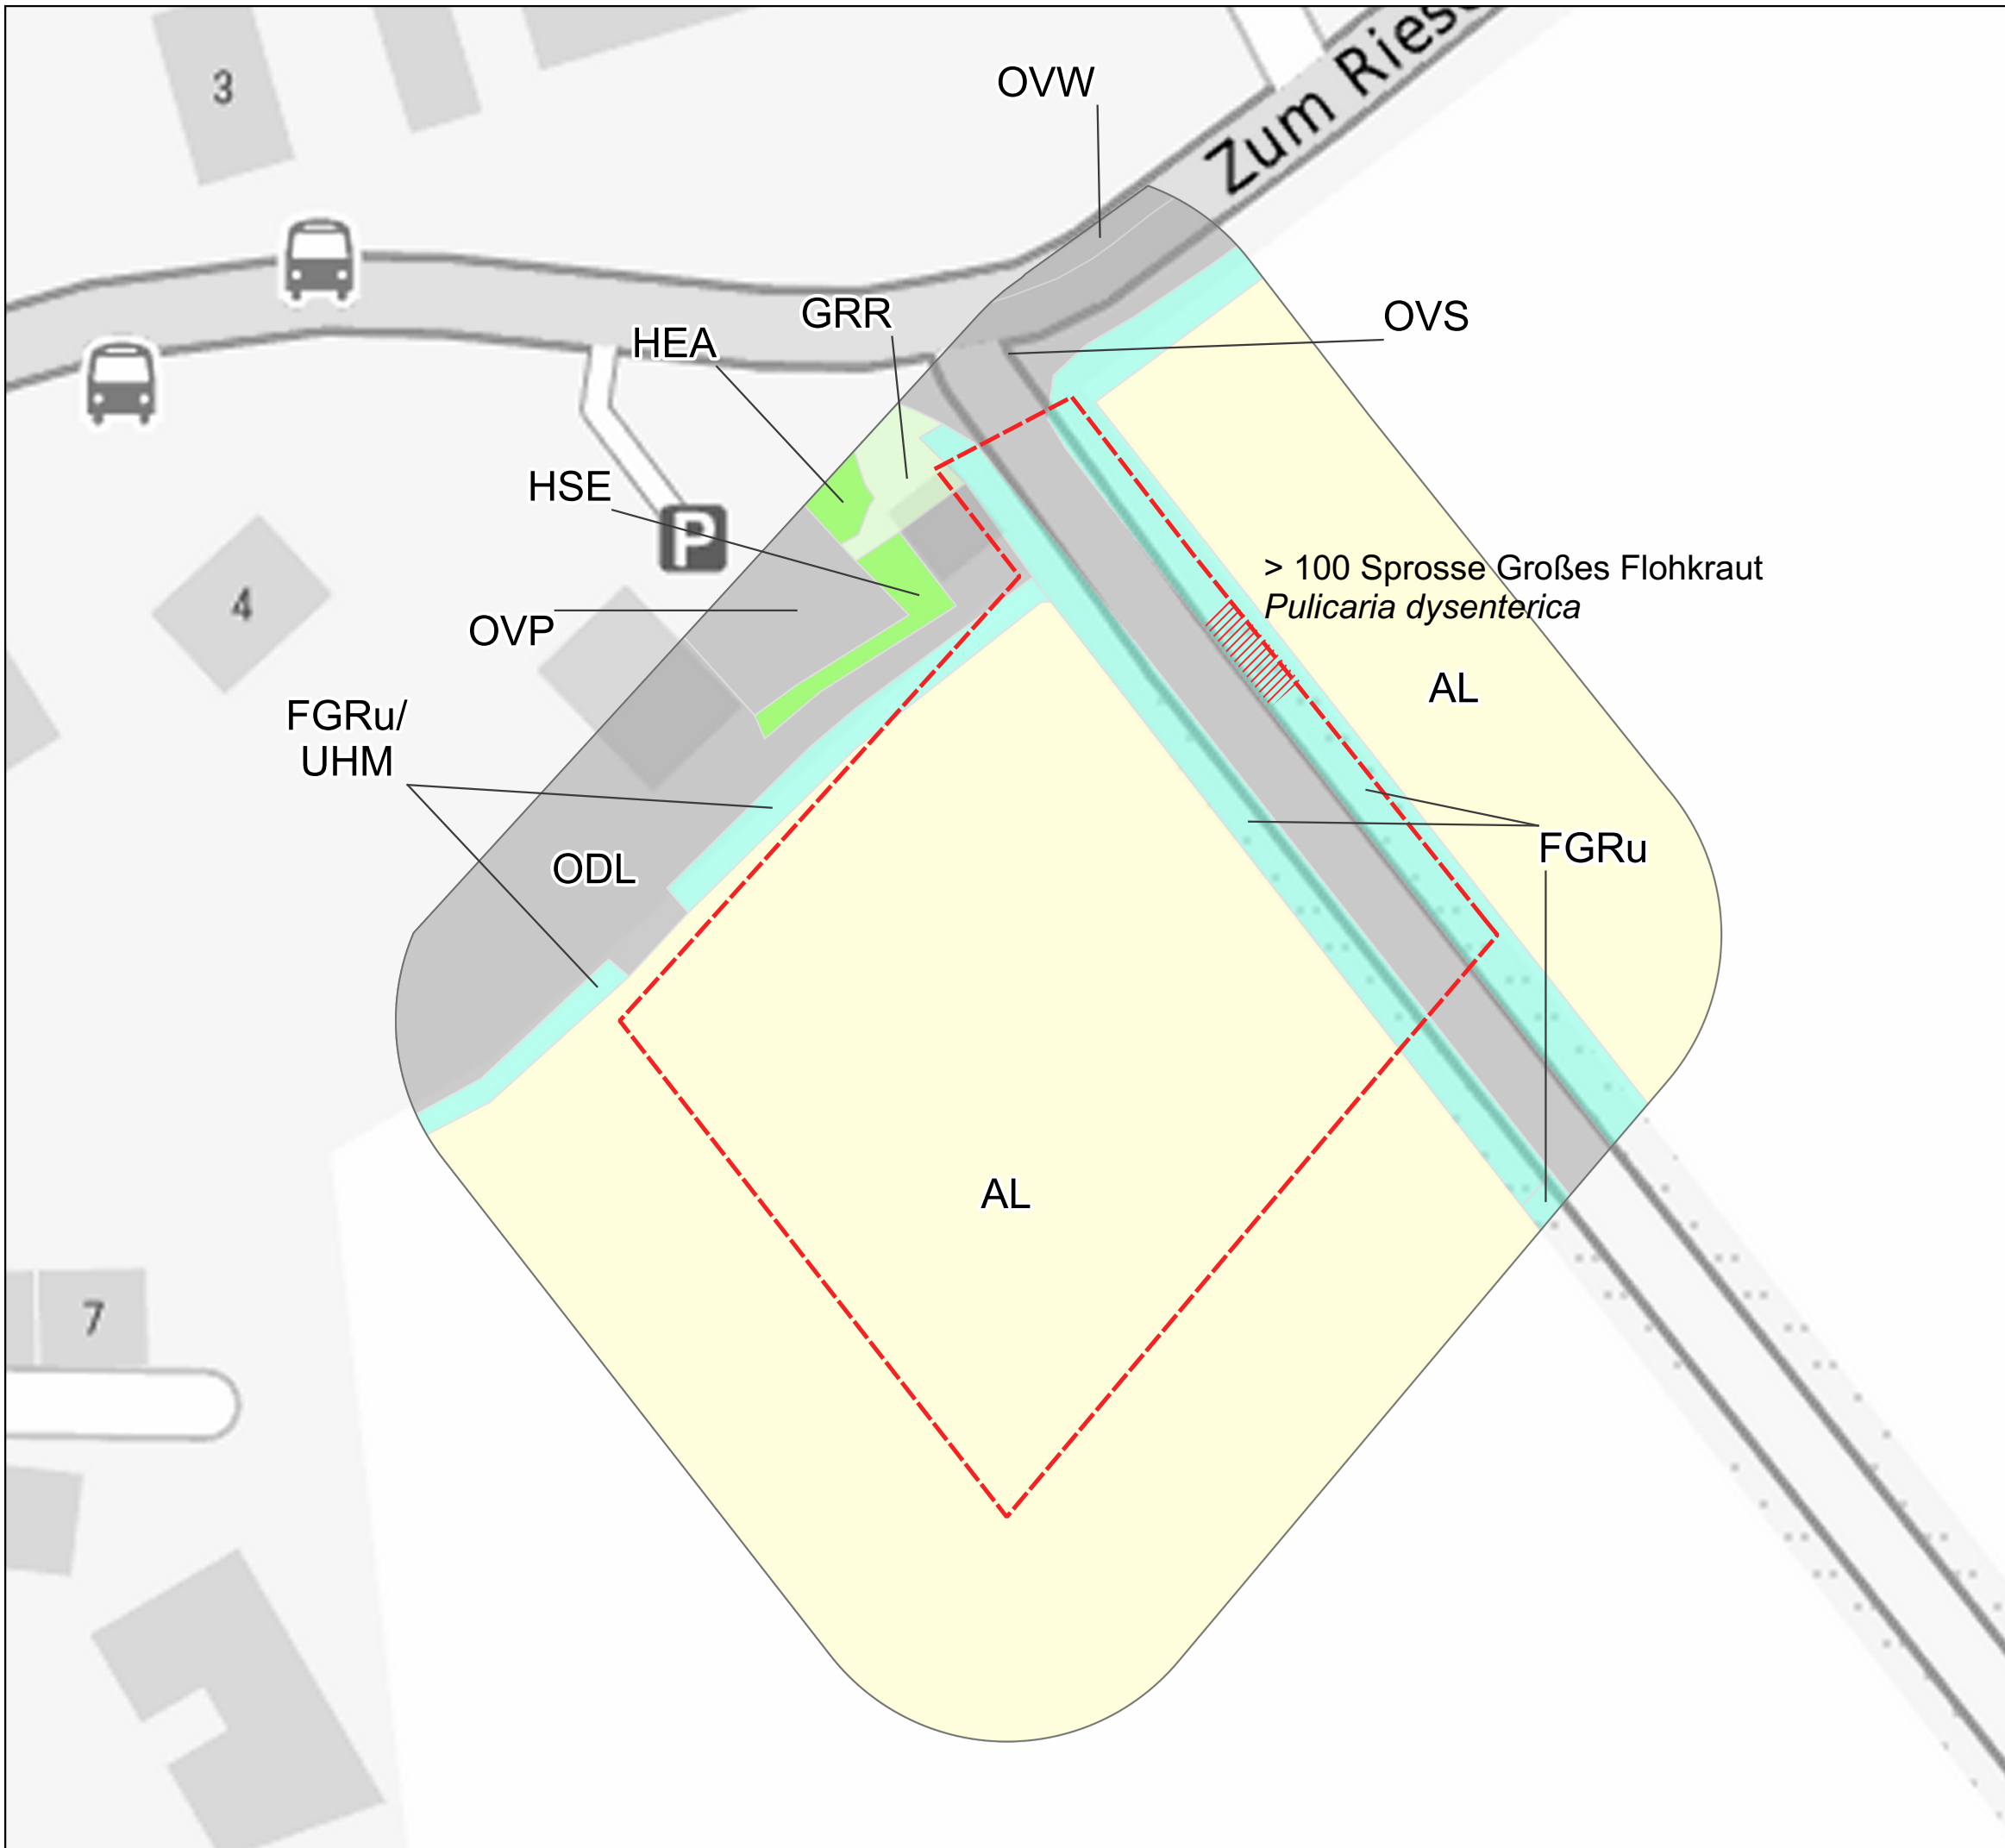 3
OVW
Zum Ries
GRR
OVS
HEA
HSE
P
> 100 Sprosse Großes Flohkraut
Pulicaria dysenterica
4
OVP
AL
FGRu/
UHM
FGRu
ODL
AL
7